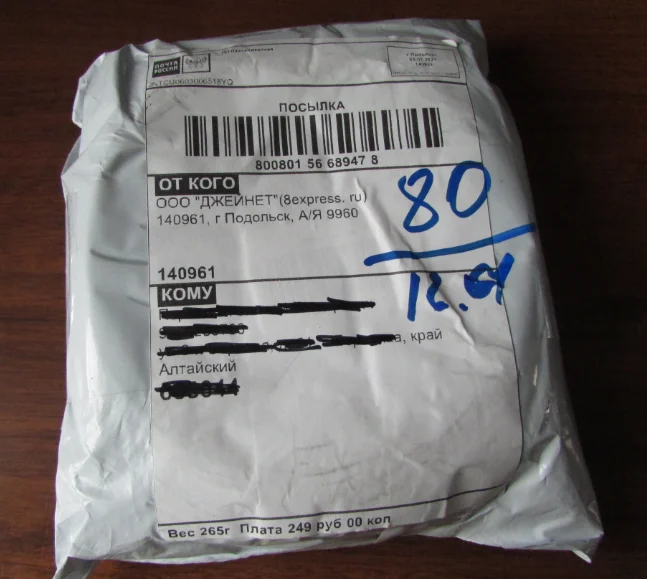 ПОЧТА РОССИИ
ПОСЫЛКА
800801 56 68947 8
ОТ КОГО
ООО "ДЖЕЙНЕТ"(8express. ru)
140961, г Подольск, А/Я 9960
80
140961
КОМУ
край
Алтайский
Вес 265г Плата 249 руб 00 коп